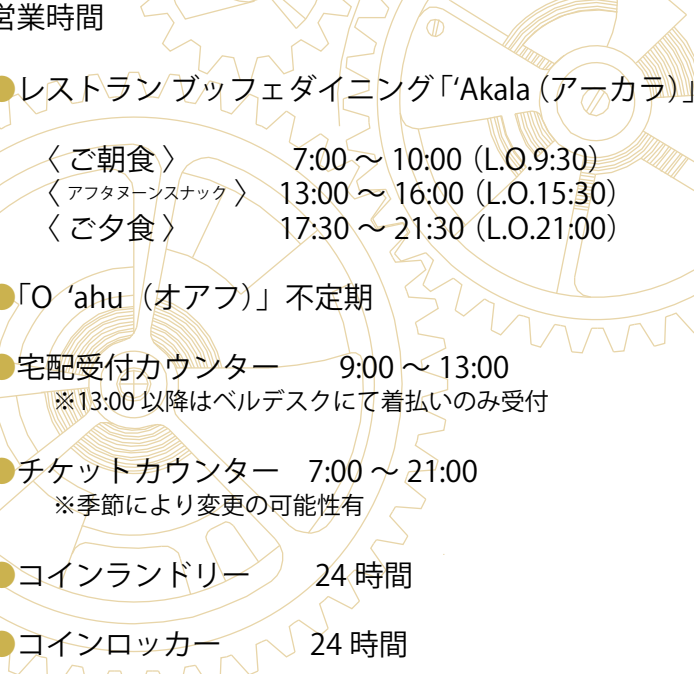 営業時間
●レストラン ブッフェダイニング「‘Akala（アーカラ）」
〈 ご朝食 〉 7:00 ～ 10:00（L.O.9:30）
〈 アフタヌーンスナック 〉 13:00 ～ 16:00（L.O.15:30）
〈 ご夕食 〉 17:30 ～ 21:30（L.O.21:00）
●「O ‘ahu（オアフ）」不定期
●宅配受付カウンター 9:00 ～ 13:00
※13:00 以降はベルデスクにて着払いのみ受付
●チケットカウンター 7:00 ～ 21:00
※季節により変更の可能性有
●コインランドリー 24 時間
●コインロッカー 24 時間